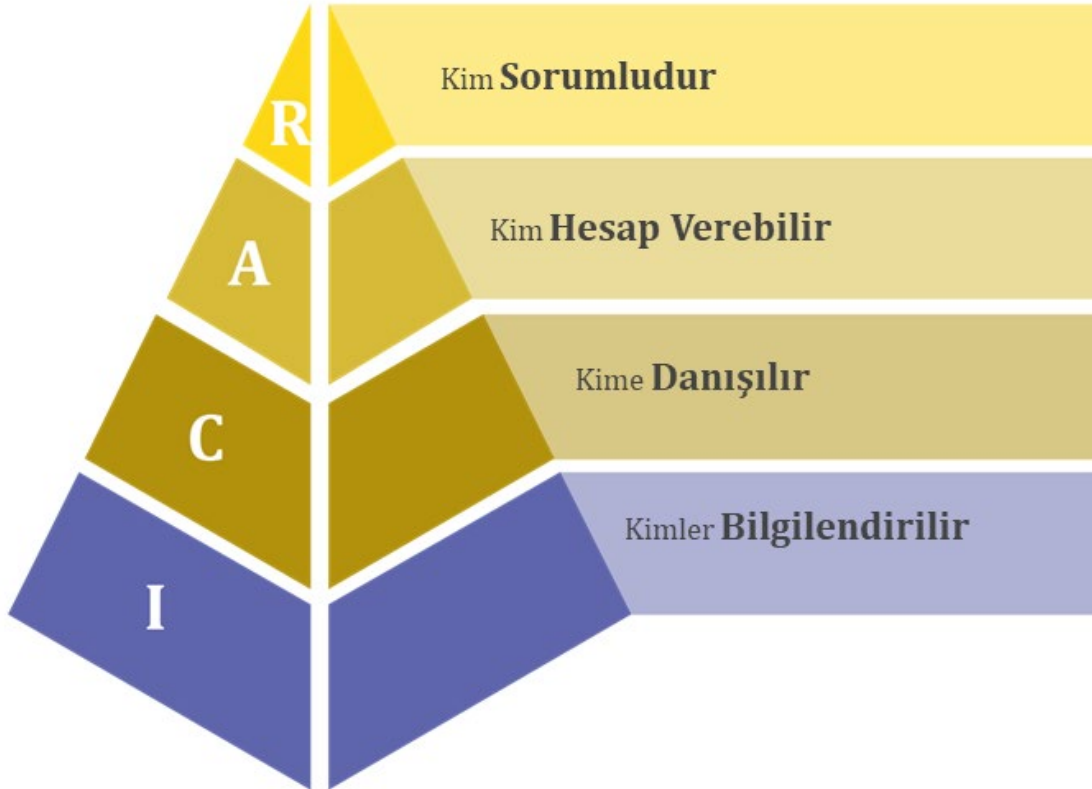 R
Kim Sorumludur
A
Kim Hesap Verebilir
C
Kime Danışılır
I
Kimler Bilgilendirilir